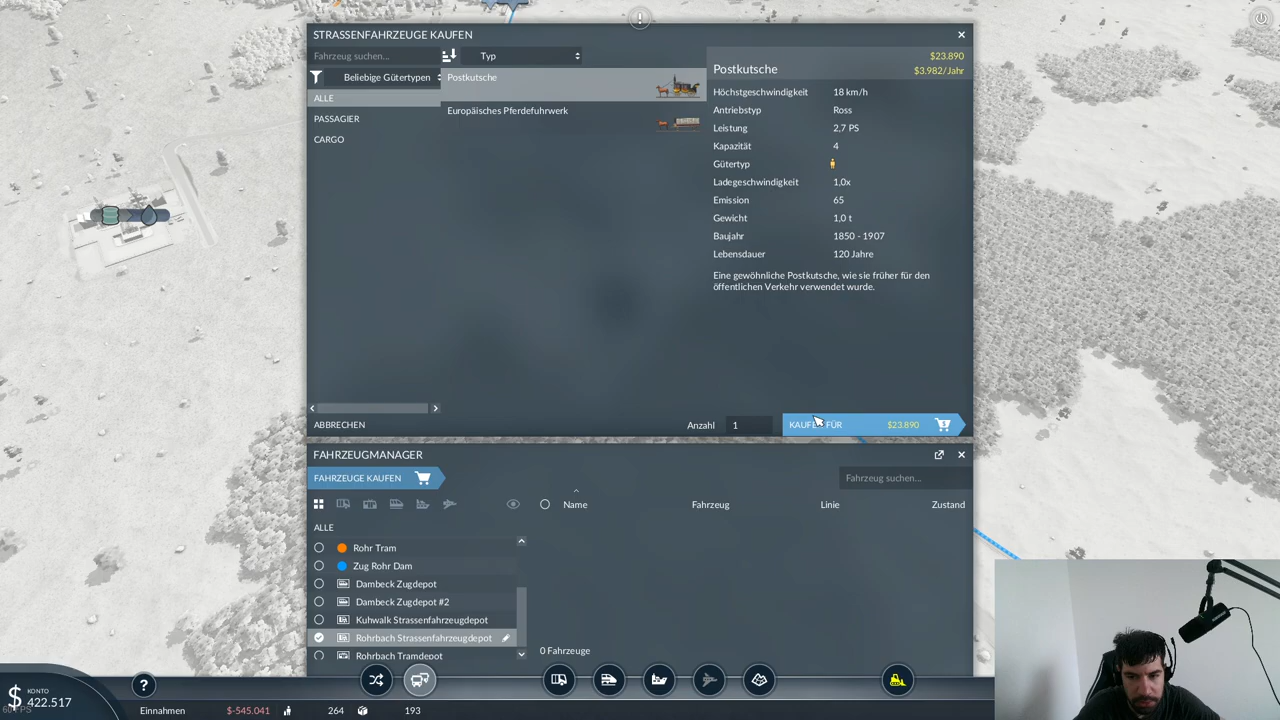 STRASSENFAHRZEUGE KAUFEN
Fahrzeug suchen...
Typ
Beliebige Gütertypen
ALLE
PASSAGIER
CARGO
Postkutsche
Europäisches Pferdefuhrwerk
$23.890
Postkutsche
$3.982/Jahr
Höchstgeschwindigkeit 18 km/h
Antriebstyp Ross
Leistung 2,7 PS
Kapazität 4
Gütertyp
Ladegeschwindigkeit 1,0x
Emission 65
Gewicht 1,0 t
Baujahr 1850 - 1907
Lebensdauer 120 Jahre
Eine gewöhnliche Postkutsche, wie sie früher für den
öffentlichen Verkehr verwendet wurde.
ABBRECHEN
Anzahl 1
KAUFEN FÜR $23.890
FAHRZEUGMANAGER
FAHRZEUGE KAUFEN
Fahrzeug suchen...
Name Fahrzeug Linie Zustand
ALLE
Rohr Tram
Zug Rohr Dam
Dambeck Zugdepot
Dambeck Zugdepot #2
Kuhwalk Strassenfahrzeugdepot
Rohrbach Strassenfahrzeugdepot
Rohrbach Tramdepot
0 Fahrzeuge
$ KONTO
422.517
?
Einnahmen $-545.041 264 193